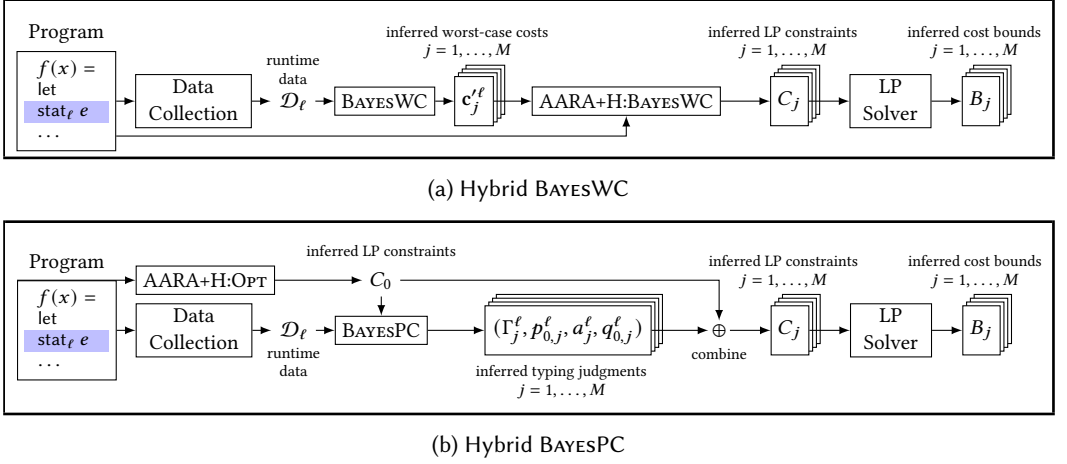 Program
f(x) =
let
stat_ℓ e
...
Data
Collection
runtime
data
𝒟_ℓ
BAYESWC
inferred worst-case costs
j = 1, . . . , M
c′_j^ℓ
AARA+H:BAYESWC
inferred LP constraints
j = 1, . . . , M
C_j
LP
Solver
inferred cost bounds
j = 1, . . . , M
B_j
(a) Hybrid BAYESWC
Program
f(x) =
let
stat_ℓ e
...
AARA+H:OPT
Data
Collection
𝒟_ℓ
runtime
data
inferred LP constraints
C_0
BAYESPC
(Γ_j^ℓ, p_{0,j}^ℓ, a_j^ℓ, q_{0,j}^ℓ)
inferred typing judgments
j = 1, . . . , M
⊕
combine
inferred LP constraints
j = 1, . . . , M
C_j
LP
Solver
inferred cost bounds
j = 1, . . . , M
B_j
(b) Hybrid BAYESPC